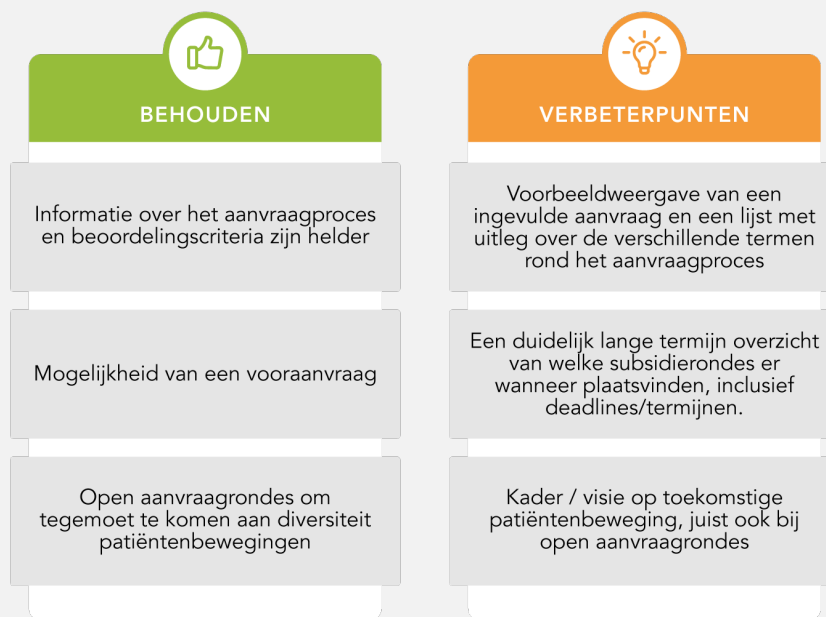 BEHOUDEN
Informatie over het aanvraagproces
en beoordelingscriteria zijn helder
Mogelijkheid van een vooraanvraag
Open aanvraagrondes om
tegemoet te komen aan diversiteit
patiëntenbewegingen
VERBETERPUNTEN
Voorbeeldweergave van een
ingevulde aanvraag en een lijst met
uitleg over de verschillende termen
rond het aanvraagproces
Een duidelijk lange termijn overzicht
van welke subsidierondes er
wanneer plaatsvinden, inclusief
deadlines/termijnen.
Kader / visie op toekomstige
patiëntenbeweging, juist ook bij
open aanvraagrondes